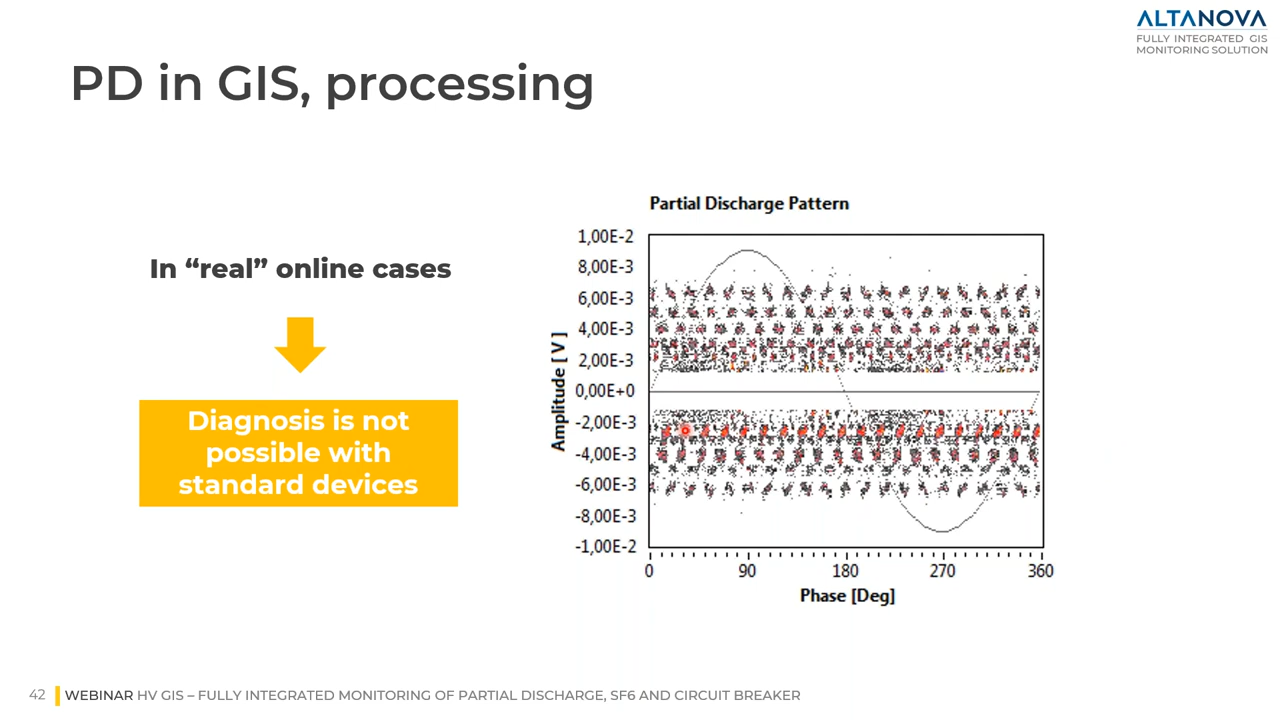 ALTANOVA
FULLY INTEGRATED GIS
MONITORING SOLUTION
PD in GIS, processing
In “real” online cases
Diagnosis is not
possible with
standard devices
Partial Discharge Pattern
1,00E-2
8,00E-3
6,00E-3
4,00E-3
2,00E-3
0,00E+0
-2,00E-3
-4,00E-3
-6,00E-3
-8,00E-3
-1,00E-2
Amplitude [ V ]
0 90 180 270 360
Phase [Deg]
42 WEBINAR HV GIS – FULLY INTEGRATED MONITORING OF PARTIAL DISCHARGE, SF6 AND CIRCUIT BREAKER